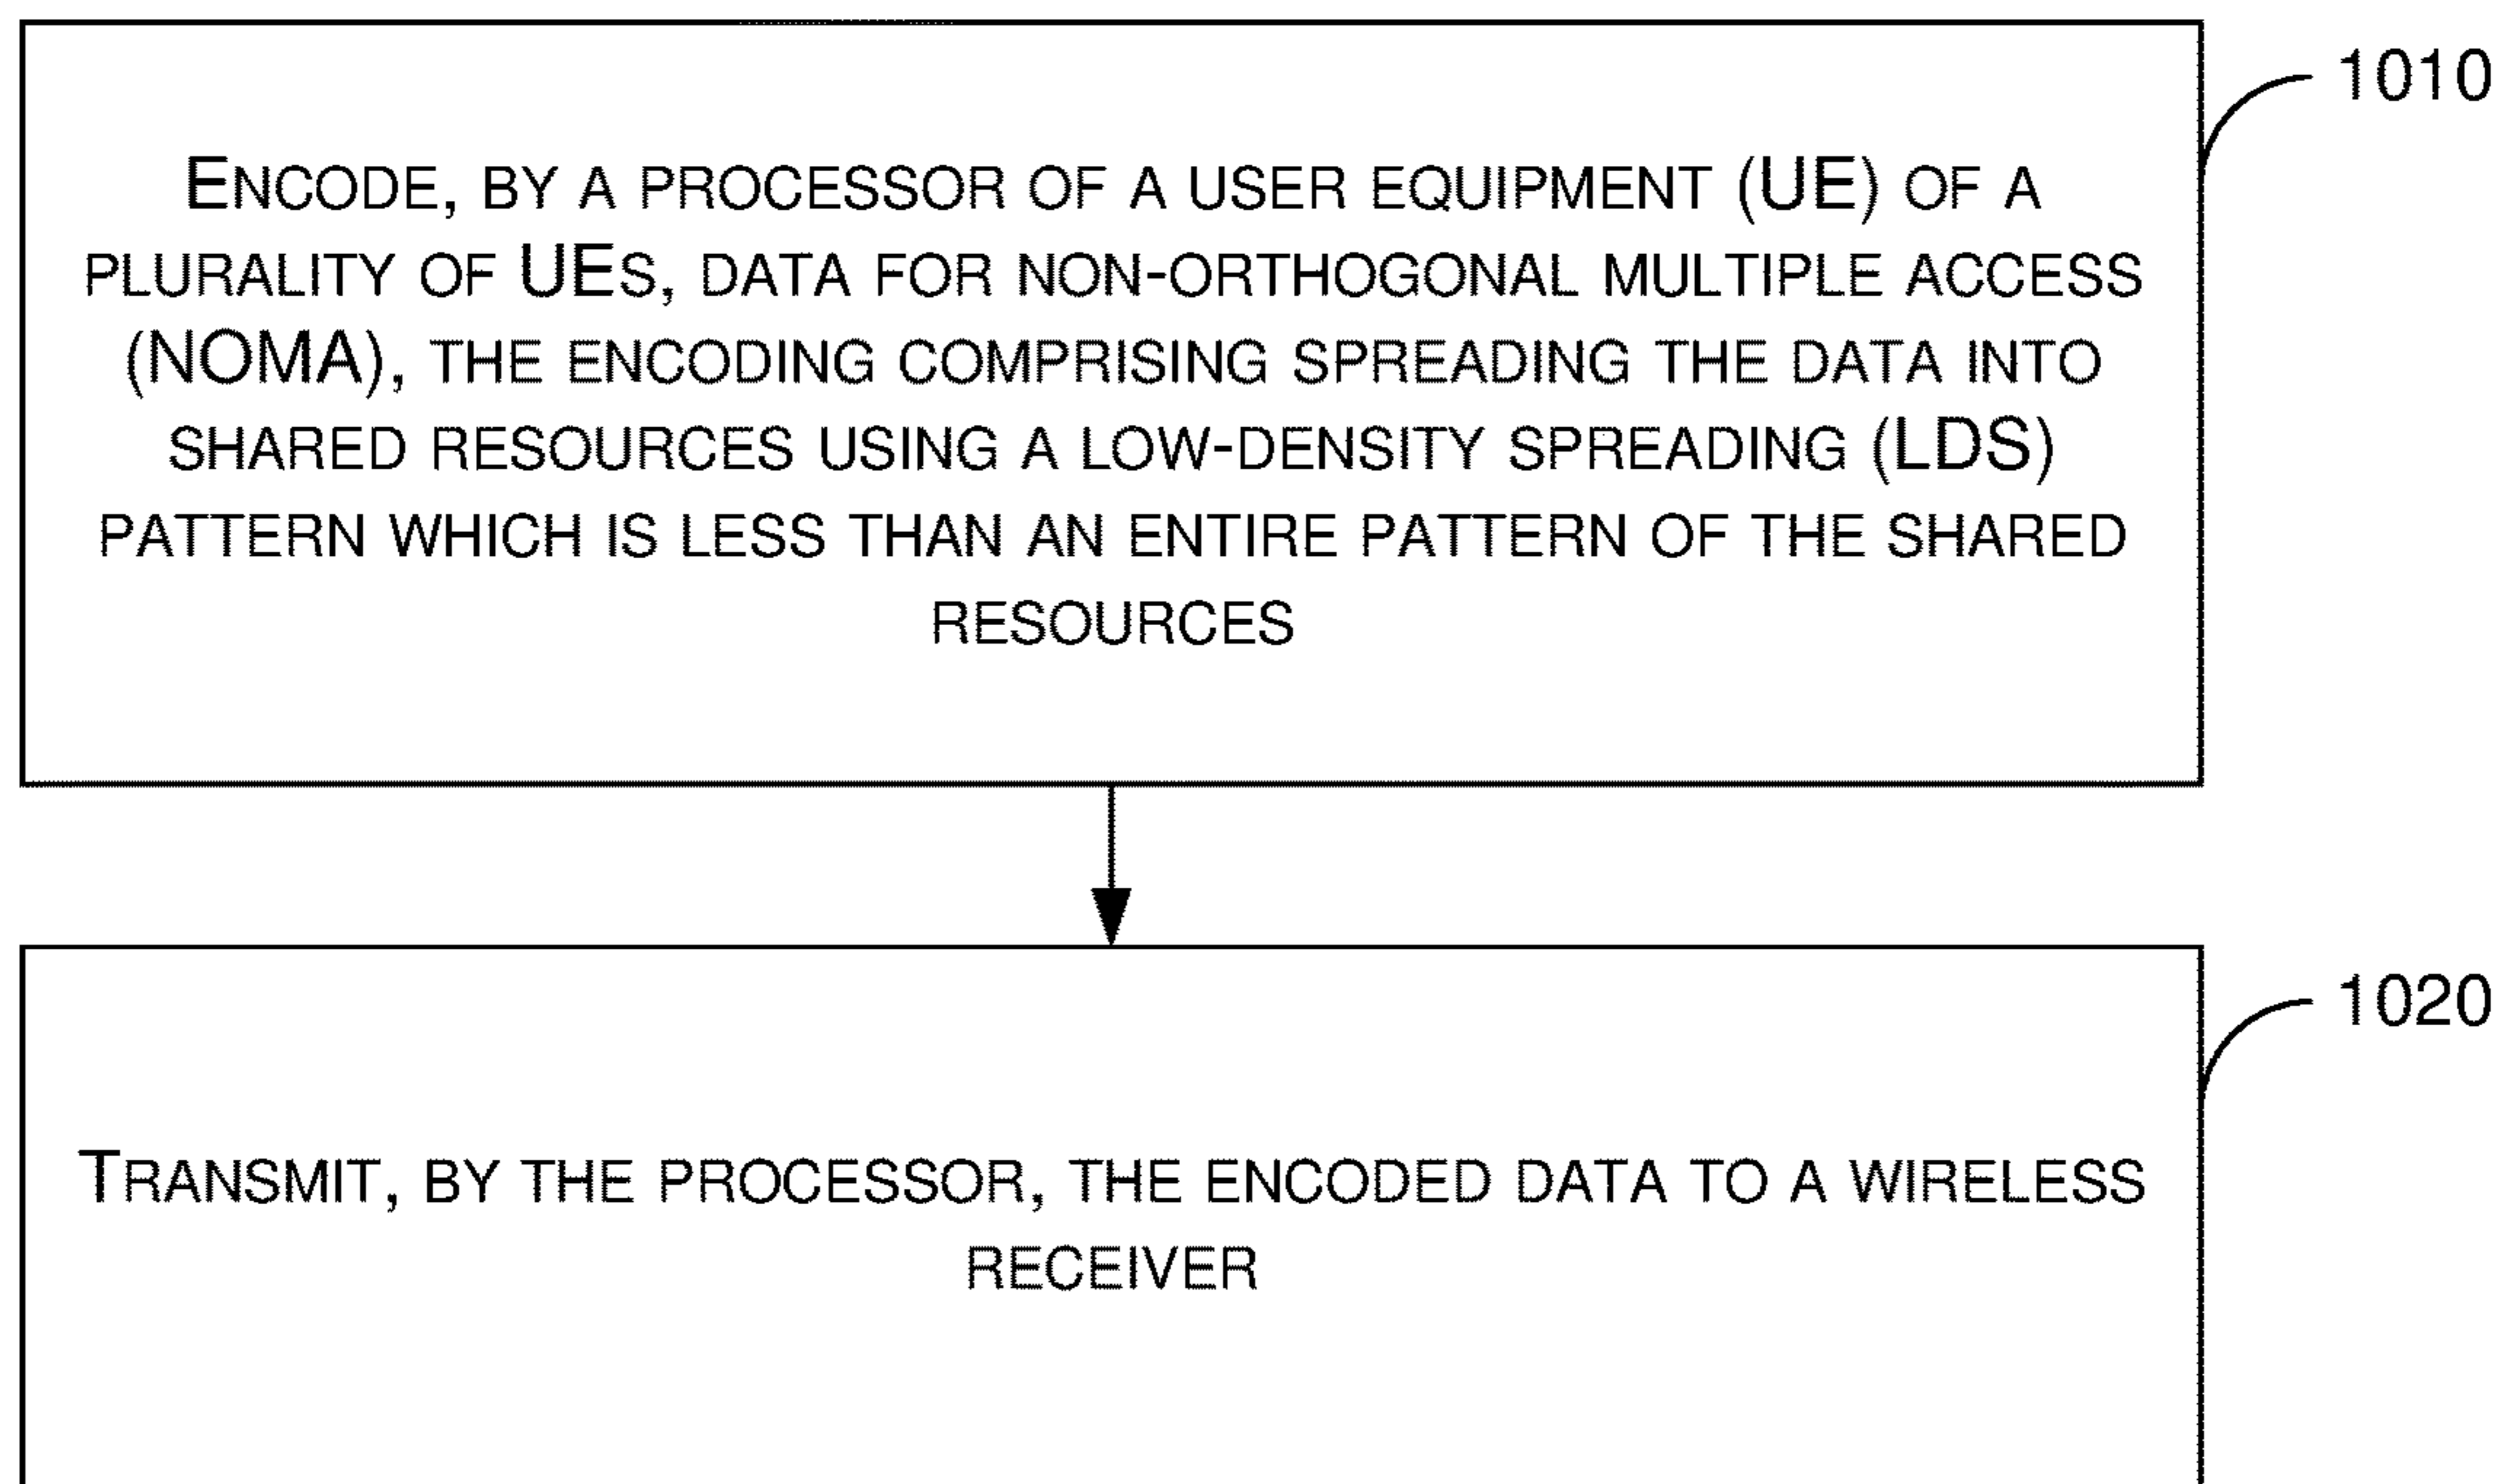 1010
ENCODE, BY A PROCESSOR OF A USER EQUIPMENT (UE) OF A
PLURALITY OF UES, DATA FOR NON-ORTHOGONAL MULTIPLE ACCESS
(NOMA), THE ENCODING COMPRISING SPREADING THE DATA INTO
SHARED RESOURCES USING A LOW-DENSITY SPREADING (LDS)
PATTERN WHICH IS LESS THAN AN ENTIRE PATTERN OF THE SHARED
RESOURCES
1020
TRANSMIT, BY THE PROCESSOR, THE ENCODED DATA TO A WIRELESS
RECEIVER